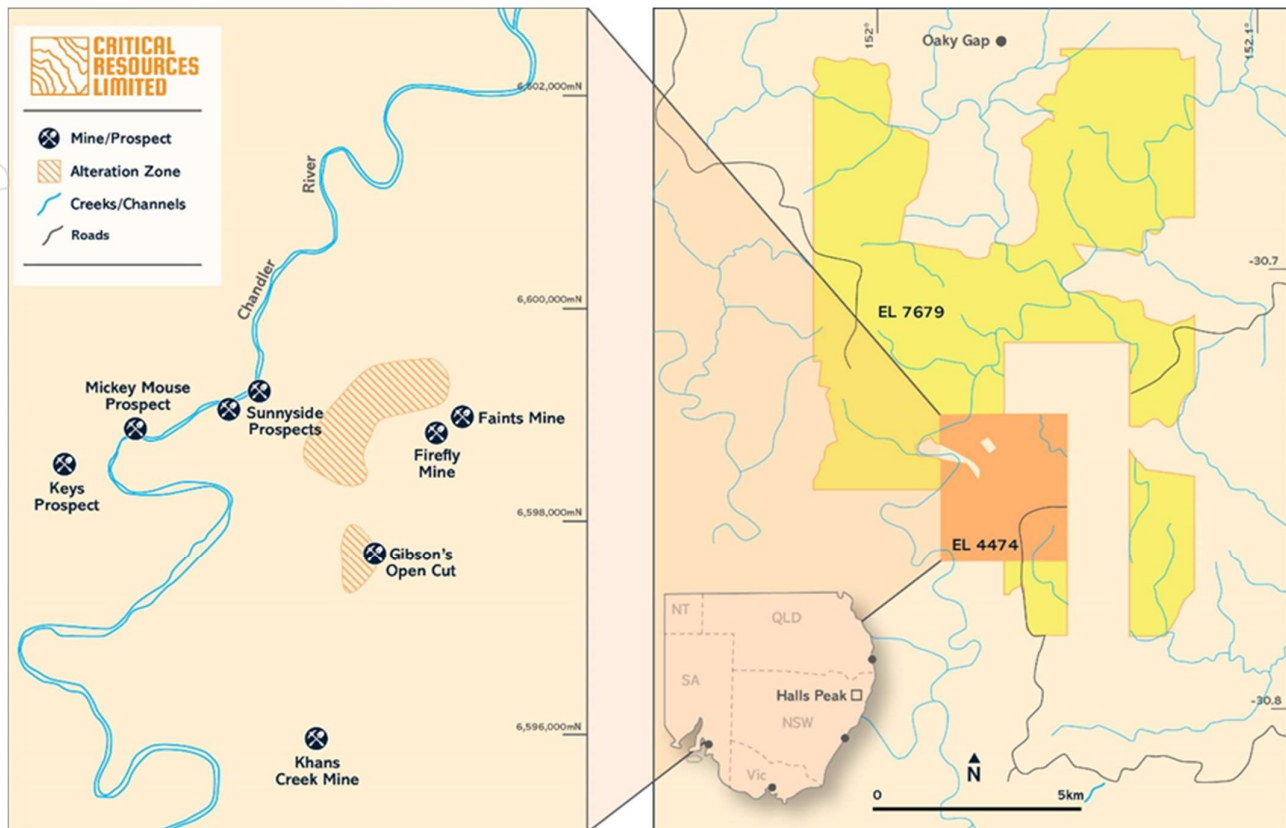 CRITICAL
RESOURCES
LIMITED
Mine/Prospect
Alteration Zone
Creeks/Channels
Roads
6,602,000mN
River
Chandler
6,600,000mN
Mickey Mouse
Prospect
Sunnyside
Prospects
Faints Mine
Firefly
Mine
Keys
Prospect
6,598,000mN
Gibson's
Open Cut
6,596,000mN
Khans
Creek Mine
152°
152.1°
Oaky Gap
-30.7
EL 7679
EL 4474
NT
QLD
SA
Halls Peak
NSW
Vic
-30.8
N
0
5km